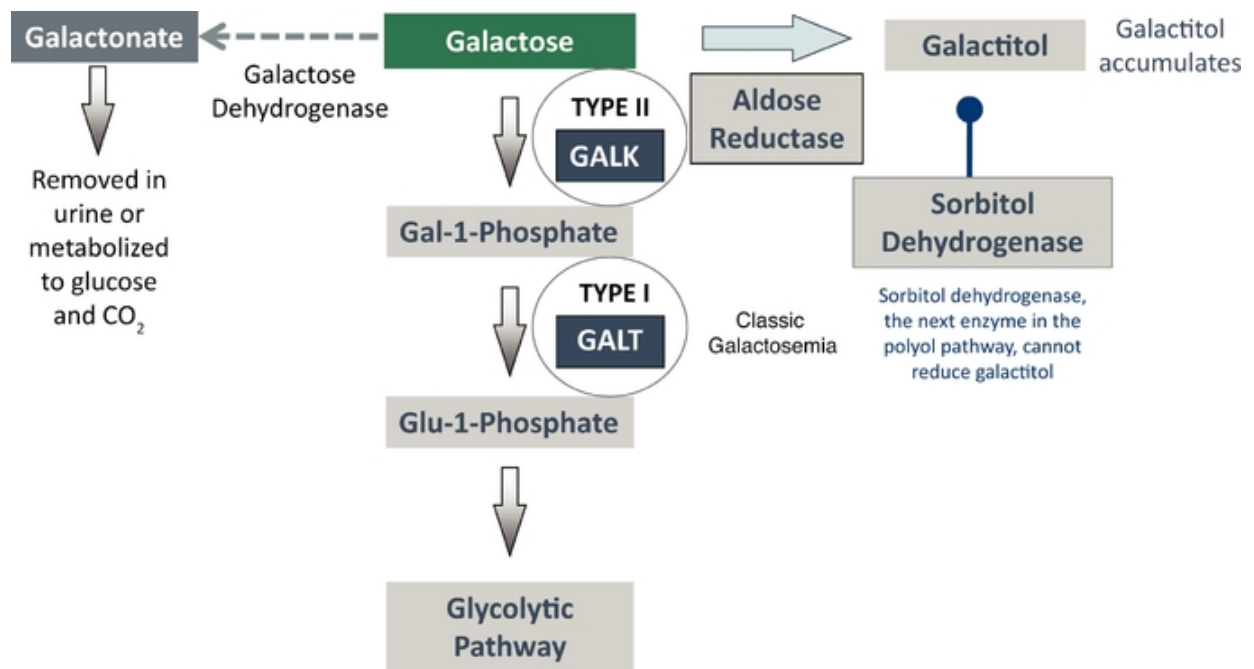 Galactonate
Galactose
Galactitol
Galactitol
accumulates
Galactose
Dehydrogenase
TYPE II
GALK
Aldose
Reductase
Removed in
urine or
metabolized
to glucose
and CO2
Gal-1-Phosphate
Sorbitol
Dehydrogenase
TYPE I
GALT
Classic
Galactosemia
Sorbitol dehydrogenase,
the next enzyme in the
polyol pathway, cannot
reduce galactitol
Glu-1-Phosphate
Glycolytic
Pathway